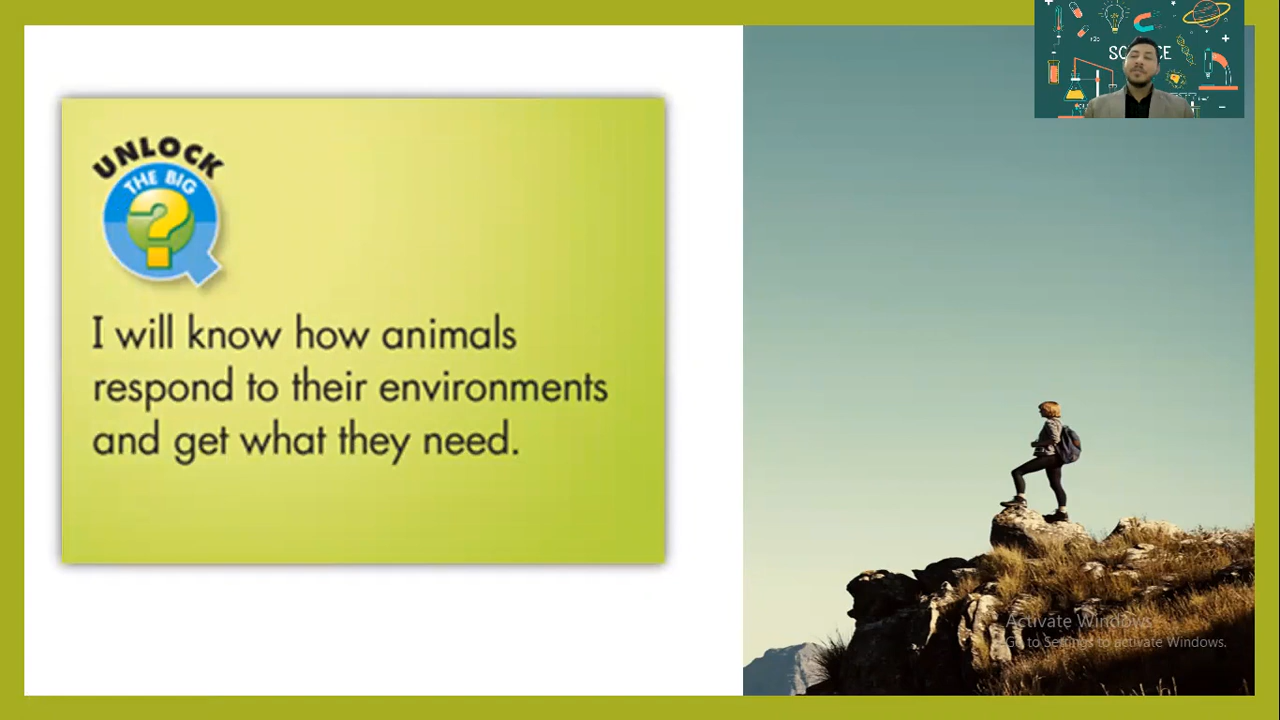 UNLOCK
THE BIG
?
I will know how animals
respond to their environments
and get what they need.
SCIENCE
Activate Windows
Go to Settings to activate Windows.